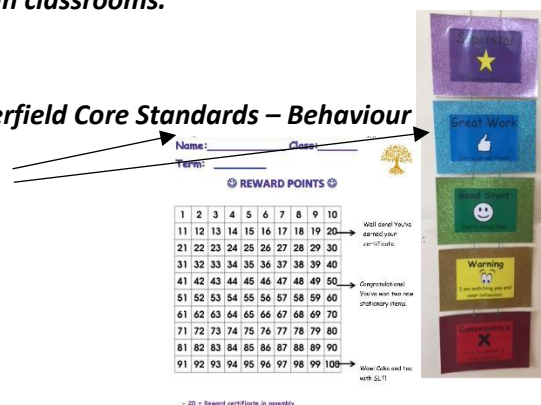 in classrooms.
erfield Core Standards – Behaviour
Name: Class:
Term:
☺ REWARD POINTS ☺
1 2 3 4 5 6 7 8 9 10
11 12 13 14 15 16 17 18 19 20
21 22 23 24 25 26 27 28 29 30
31 32 33 34 35 36 37 38 39 40
41 42 43 44 45 46 47 48 49 50
51 52 53 54 55 56 57 58 59 60
61 62 63 64 65 66 67 68 69 70
71 72 73 74 75 76 77 78 79 80
81 82 83 84 85 86 87 88 89 90
91 92 93 94 95 96 97 98 99 100
Well done! You've
earned your
certificate.
Congratulations!
You've won two new
stationary items.
Wow! Cake and tea
with SLT!
- 20 = Reward certificate in assembly
Superstar
Great Work
Good Start
Warning
I am watching you and
your behaviour
Consequence